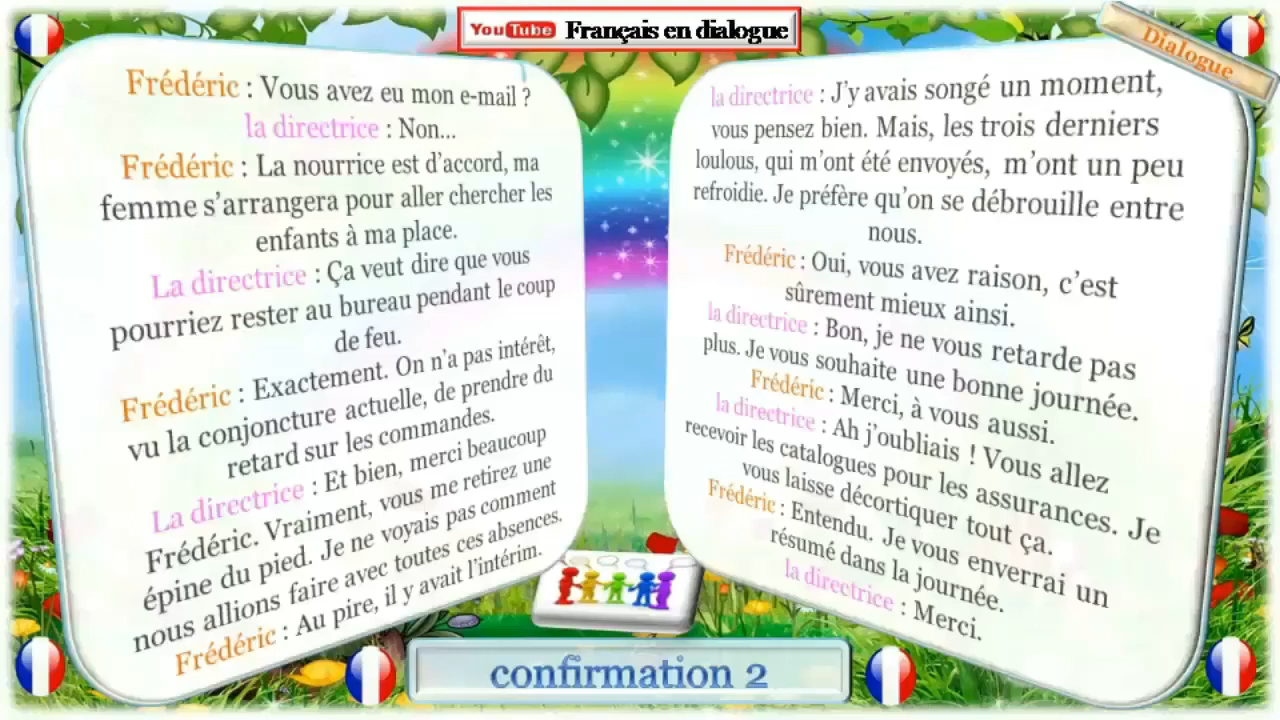 YouTube Français en dialogue
Dialogue
Frédéric : Vous avez eu mon e-mail ?
la directrice : Non...
Frédéric : La nourrice est d'accord, ma
femme s'arrangera pour aller chercher les
enfants à ma place.
La directrice : Ça veut dire que vous
pourriez rester au bureau pendant le coup
de feu.
Frédéric : Exactement. On n'a pas intérêt,
vu la conjoncture actuelle, de prendre du
retard sur les commandes.
La directrice : Et bien, merci beaucoup
Frédéric. Vraiment, vous me retirez une
épine du pied. Je ne voyais pas comment
nous allions faire avec toutes ces absences.
Frédéric : Au pire, il y avait l'intérim.
la directrice : J'y avais songé un moment,
vous pensez bien. Mais, les trois derniers
loulous, qui m'ont été envoyés, m'ont un peu
refroidie. Je préfère qu'on se débrouille entre
nous.
Frédéric : Oui, vous avez raison, c'est
sûrement mieux ainsi.
la directrice : Bon, je ne vous retarde pas
plus. Je vous souhaite une bonne journée.
Frédéric : Merci, à vous aussi.
la directrice : Ah j'oubliais ! Vous allez
recevoir les catalogues pour les assurances. Je
vous laisse décortiquer tout ça.
Frédéric : Entendu. Je vous enverrai un
résumé dans la journée.
la directrice : Merci.
confirmation 2